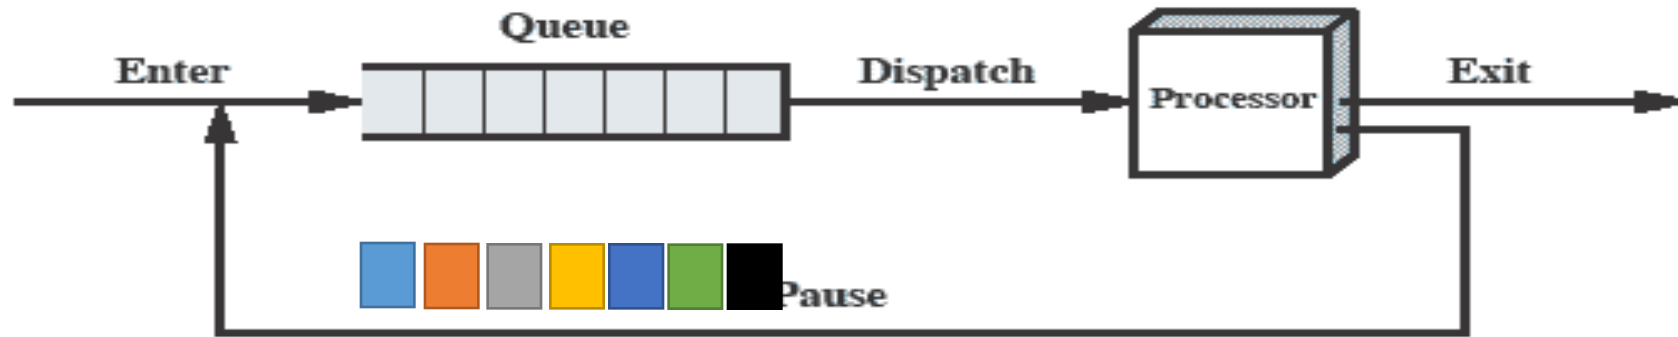 Queue
Enter
Dispatch
Processor
Exit
Pause